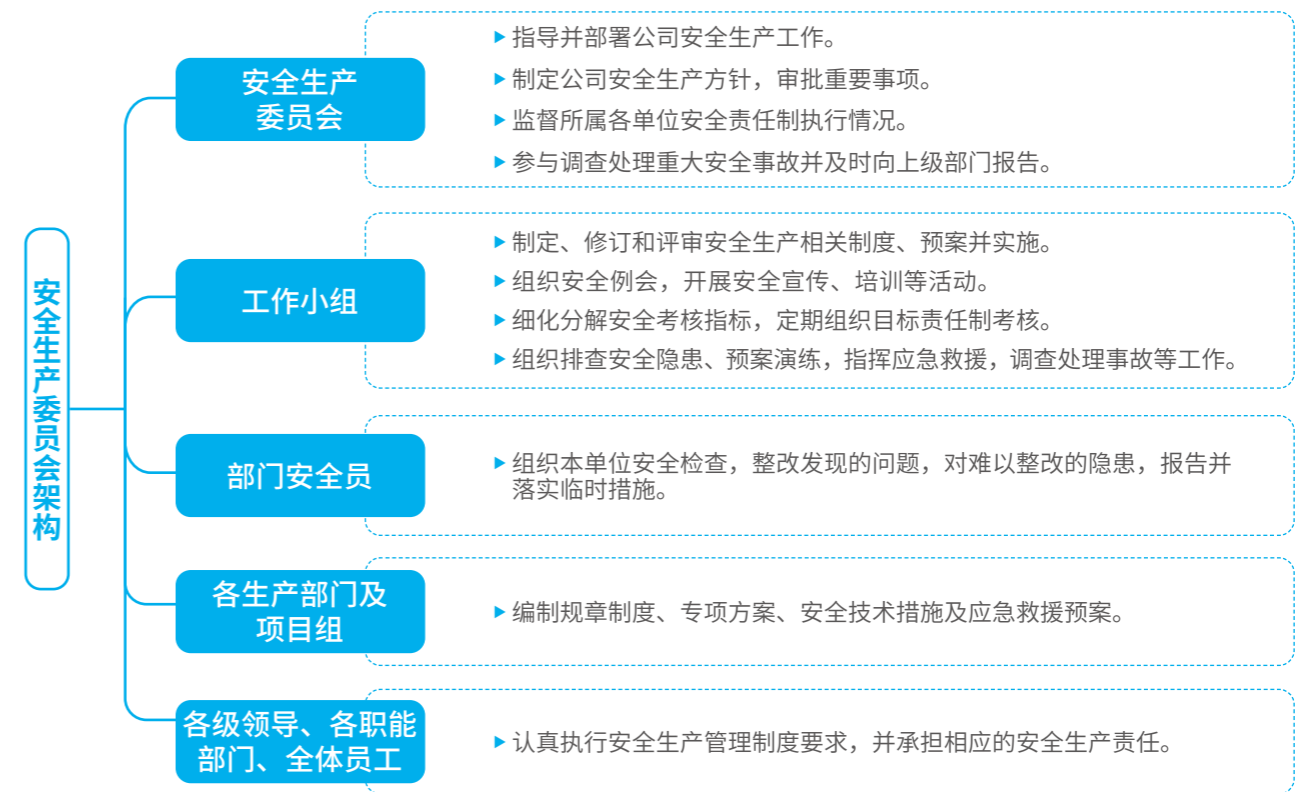 安全生产委员会架构
安全生产
委员会
指导并部署公司安全生产工作。
制定公司安全生产方针，审批重要事项。
监督所属各单位安全责任制执行情况。
参与调查处理重大安全事故并及时向上级部门报告。
工作小组
制定、修订和评审安全生产相关制度、预案并实施。
组织安全例会，开展安全宣传、培训等活动。
细化分解安全考核指标，定期组织目标责任制考核。
组织排查安全隐患、预案演练，指挥应急救援，调查处理事故等工作。
部门安全员
组织本单位安全检查，整改发现的问题，对难以整改的隐患，报告并
落实临时措施。
各生产部门及
项目组
编制规章制度、专项方案、安全技术措施及应急救援预案。
各级领导、各职能
部门、全体员工
认真执行安全生产管理制度要求，并承担相应的安全生产责任。